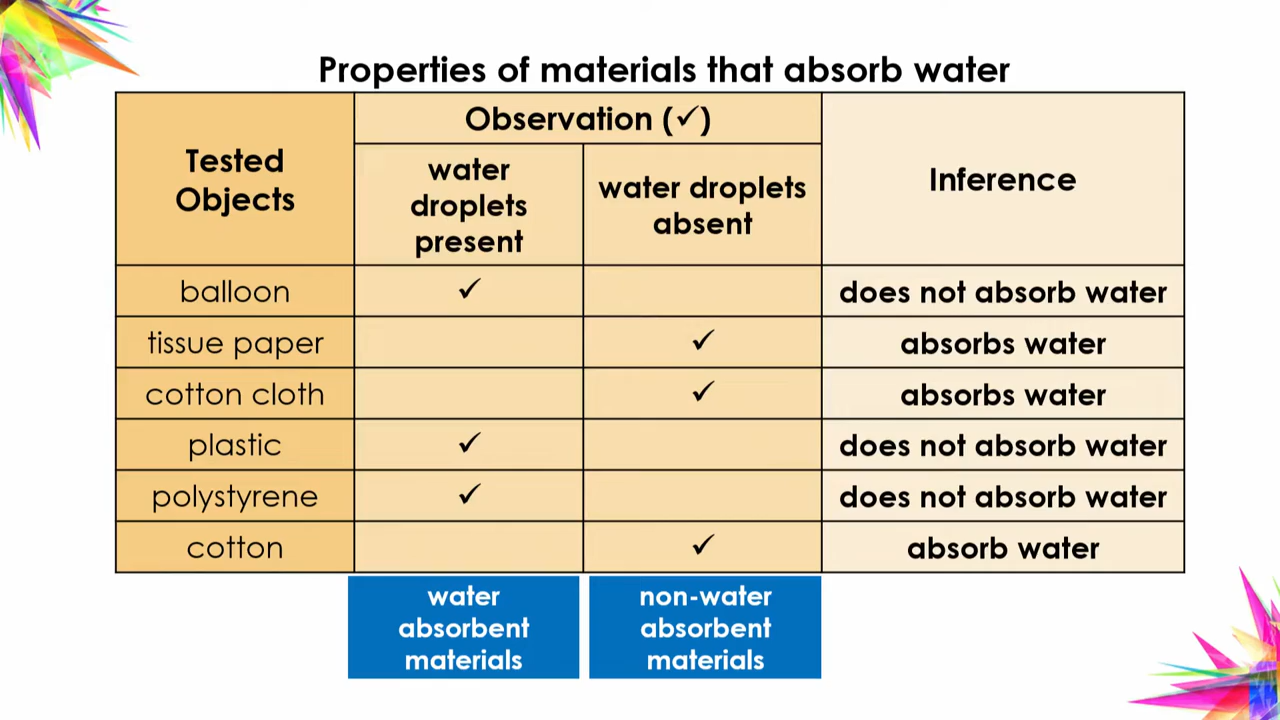 Properties of materials that absorb water
Tested
Objects
Observation (✓)
Inference
water
droplets
present
water droplets
absent
balloon ✓ does not absorb water
tissue paper ✓ absorbs water
cotton cloth ✓ absorbs water
plastic ✓ does not absorb water
polystyrene ✓ does not absorb water
cotton ✓ absorb water
water
absorbent
materials
non-water
absorbent
materials